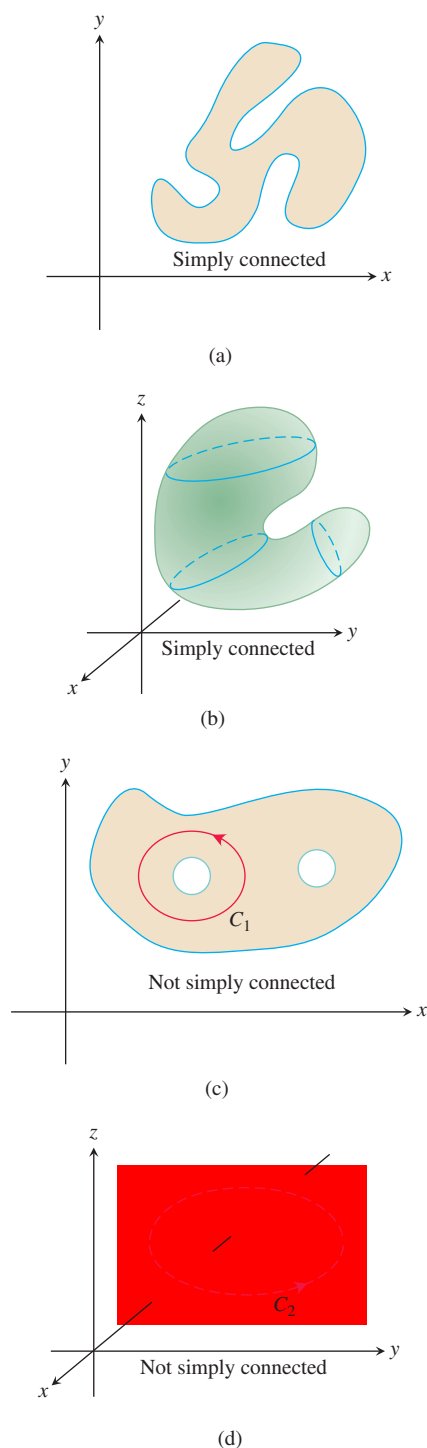 y
Simply connected
x
(a)
z
y
Simply connected
x
(b)
y
C1
Not simply connected
x
(c)
z
C2
y
Not simply connected
x
(d)